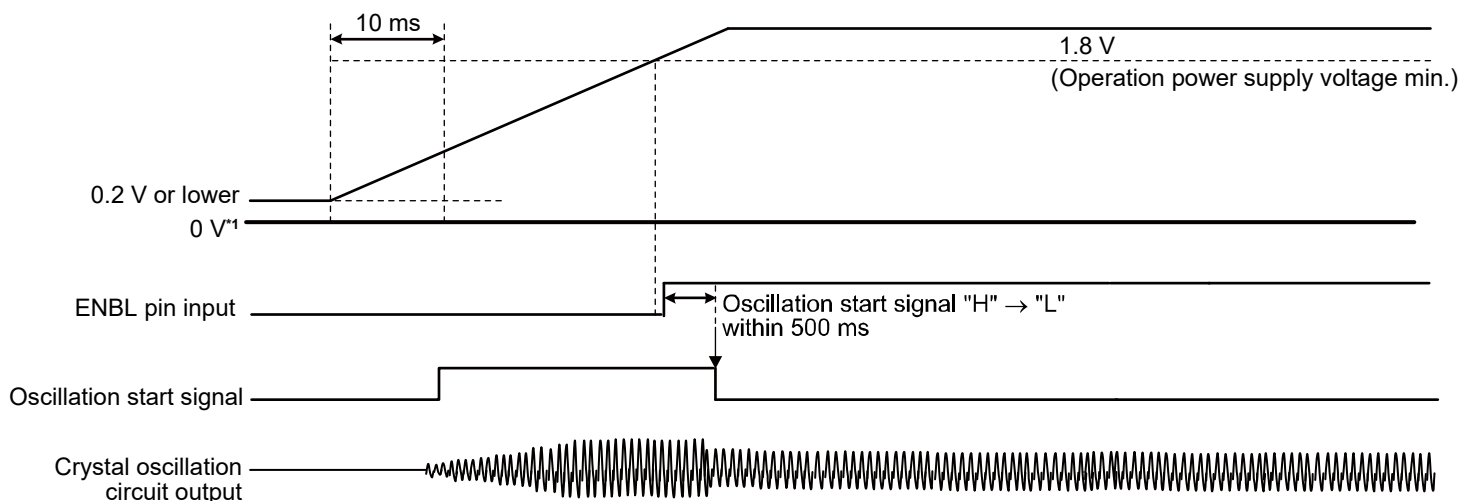 10 ms
1.8 V
(Operation power supply voltage min.)
0.2 V or lower
0 V*1
ENBL pin input
Oscillation start signal "H" → "L"
within 500 ms
Oscillation start signal
Crystal oscillation
circuit output